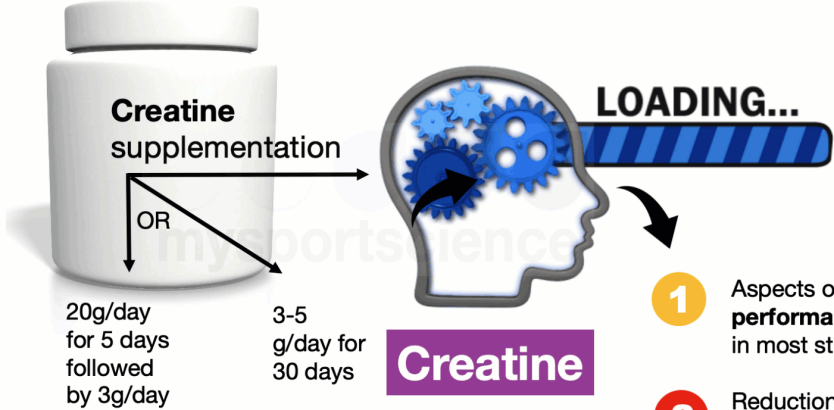 Creatine
supplementation
LOADING...
OR
mysportscience
20g/day
for 5 days
followed
by 3g/day
3-5
g/day for
30 days
Creatine
1
Aspects
performa
in most st
Reduction